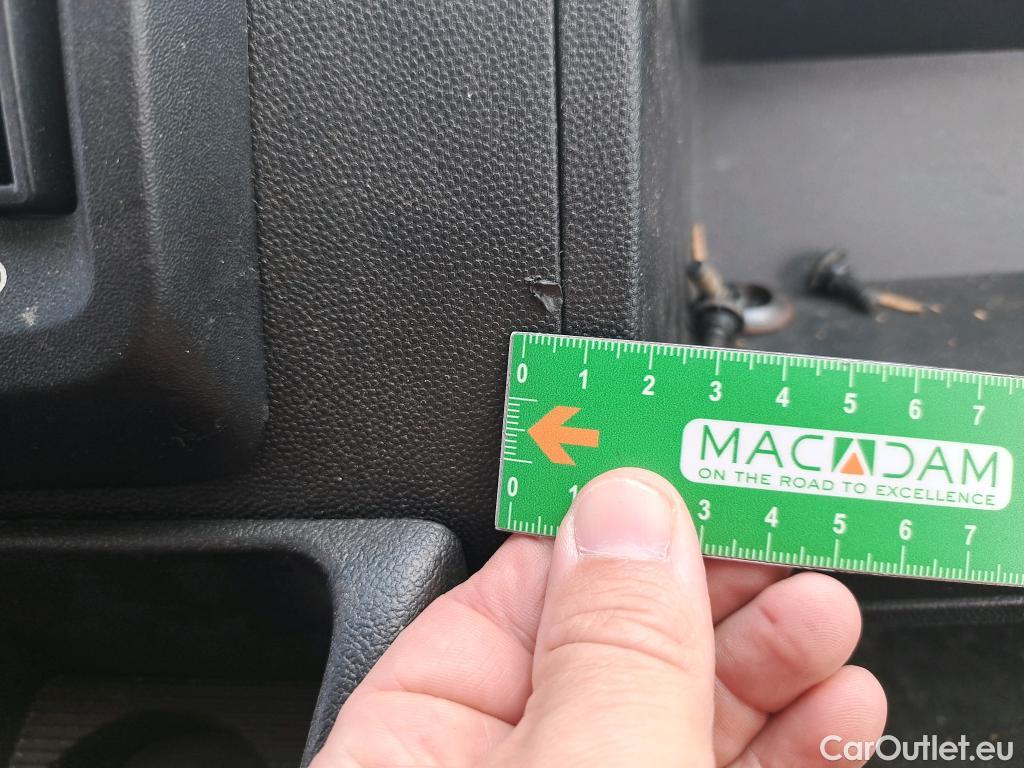 0 1 2 3 4 5 6 7
MACADAM
ON THE ROAD TO EXCELLENCE
0 1 3 4 5 6 7
CarOutlet.eu